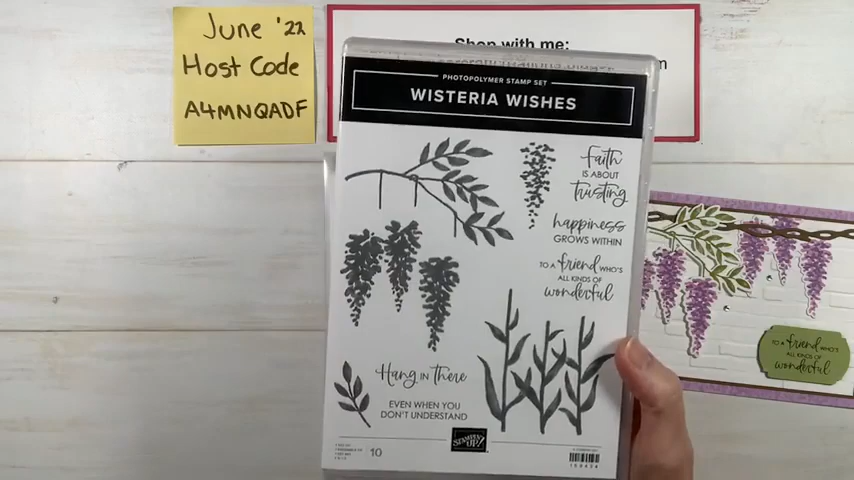 June '22
Host Code
A4MNQADF
Shop with me:
PHOTOPOLYMER STAMP SET
WISTERIA WISHES
Faith
IS ABOUT
trusting
happiness
GROWS WITHIN
TO A friend WHO'S
ALL KINDS OF
wonderful
Hang IN There
EVEN WHEN YOU
DON'T UNDERSTAND
10
STAMPIN' UP!
TO A friend WHO'S
ALL KINDS OF
wonderful